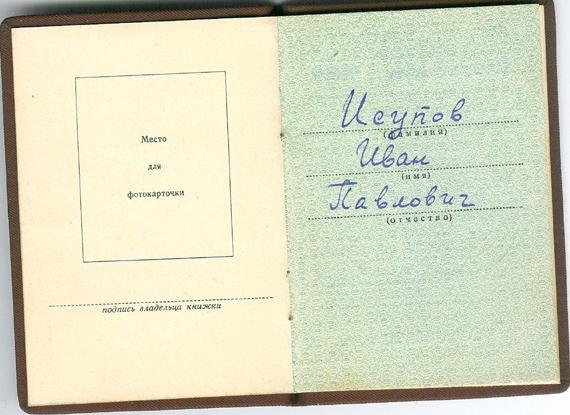 Место
для
фотокарточки
подпись владельца книжки
Исупов
(фамилия)
Иван
(имя)
Павлович
(отчество)